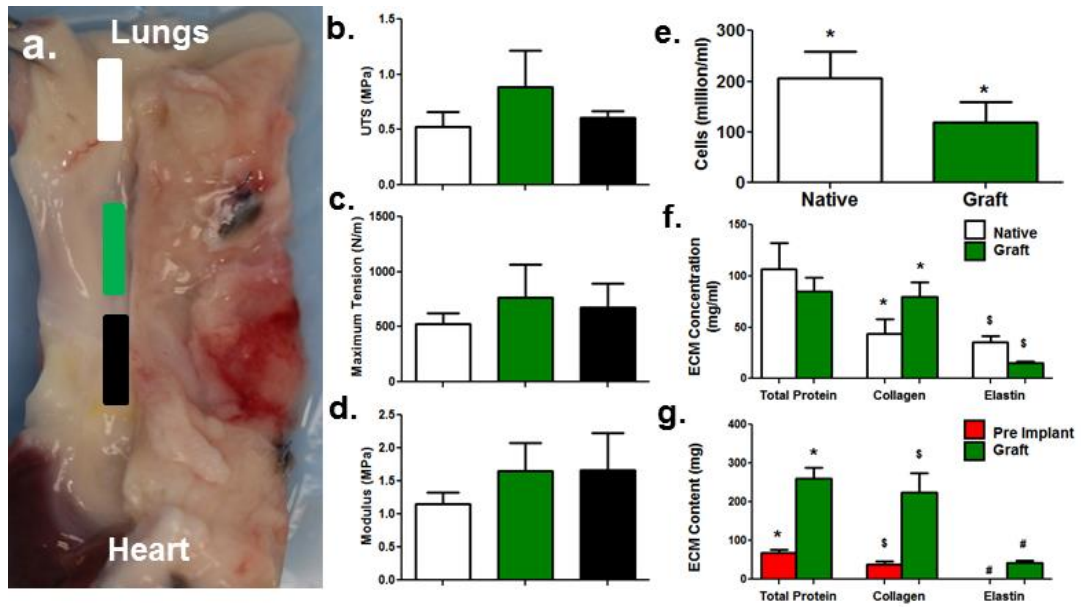 a.
Lungs
Heart
b.
UTS (MPa)
1.5
1.0
0.5
0.0
c.
Maximum Tension (N/m)
1500
1000
500
0
d.
Modulus (MPa)
2.5
2.0
1.5
1.0
0.5
0.0
e.
Cells (million/ml)
300
200
100
0
* *
Native Graft
f.
ECM Concentration
(mg/ml)
150
100
50
0
Native
Graft
* * $ $
Total Protein Collagen Elastin
g.
ECM Content (mg)
400
300
200
100
0
Pre Implant
Graft
* * $ $ # #
Total Protein Collagen Elastin